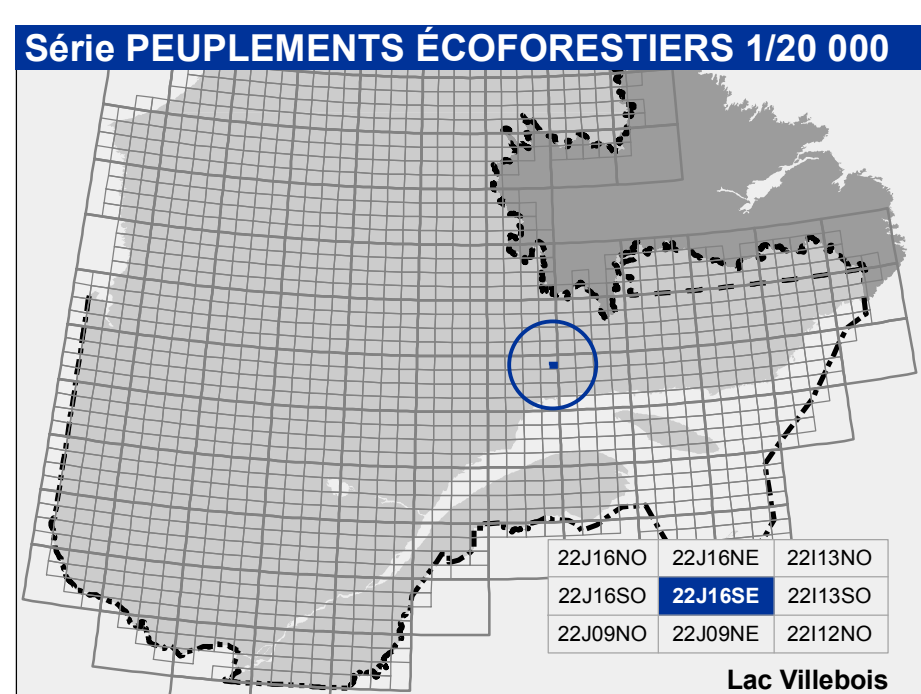 Série PEUPLEMENTS ÉCOFORESTIERS 1/20 000
22J16NO 22J16NE 22I13NO
22J16SO 22J16SE 22I13SO
22J09NO 22J09NE 22I12NO
Lac Villebois